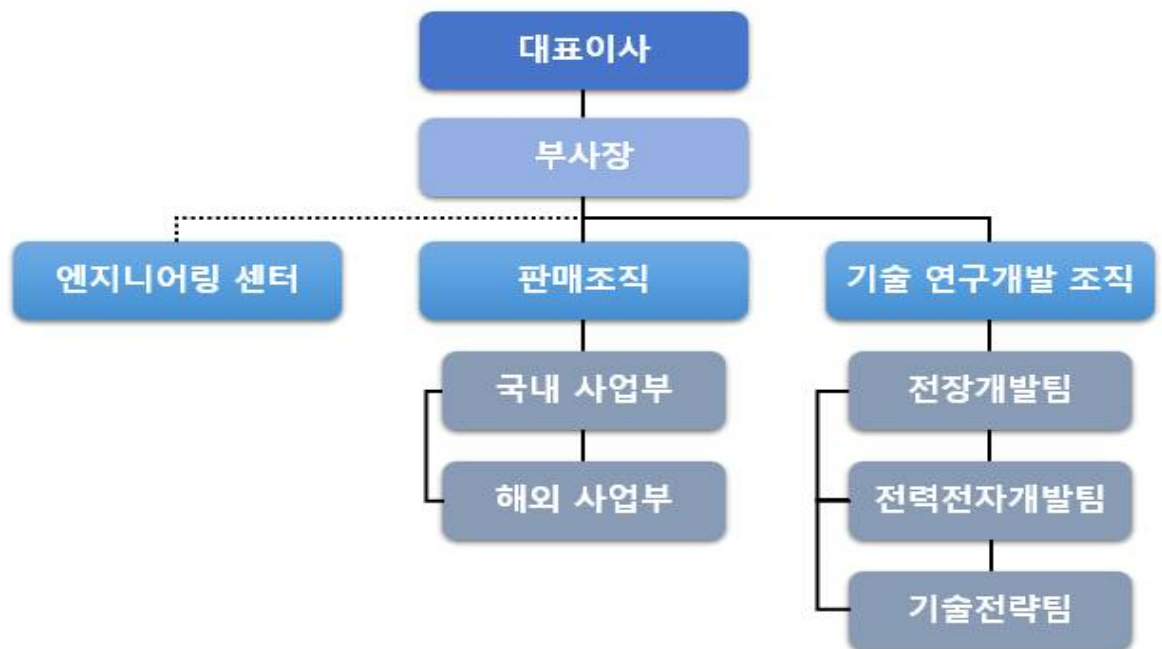 대표이사
부사장
엔지니어링 센터
판매조직
기술 연구개발 조직
국내 사업부
전장개발팀
해외 사업부
전력전자개발팀
기술전략팀